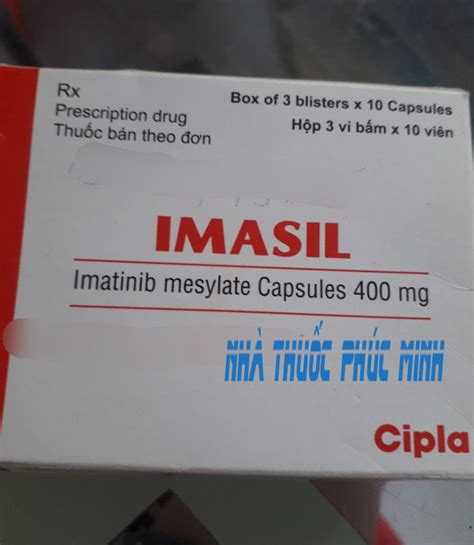 Rx
Prescription drug
Thuốc bán theo đơn
Box of 3 blisters x 10 Capsules
Hộp 3 vỉ bấm x 10 viên
IMASIL
Imatinib mesylate Capsules 400 mg
NHÀ THUỐC PHÚC MINH
Cipla